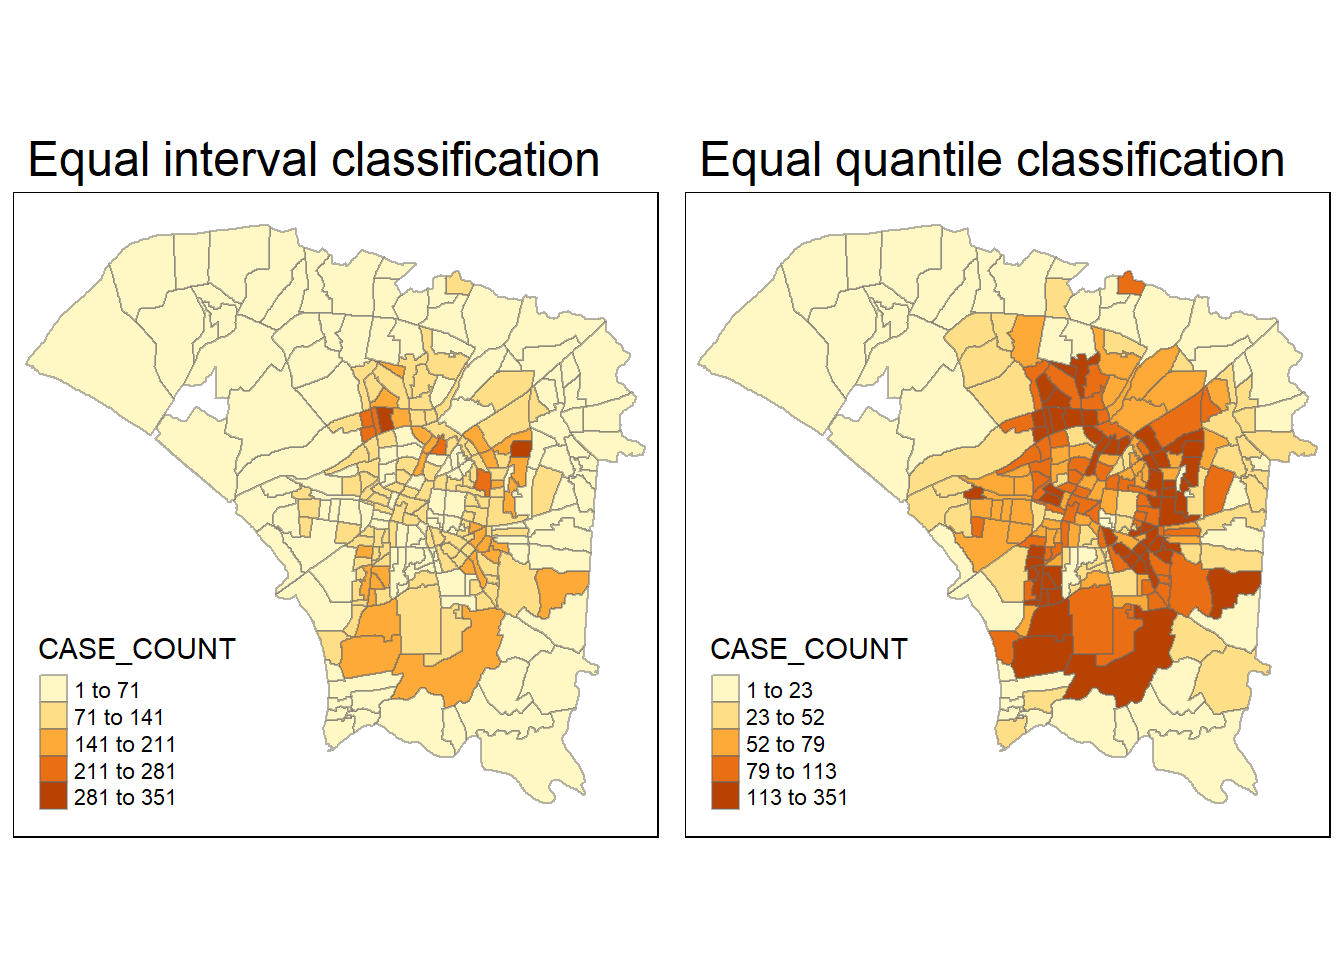 Equal interval classification
CASE_COUNT
1 to 71
71 to 141
141 to 211
211 to 281
281 to 351
Equal quantile classification
CASE_COUNT
1 to 23
23 to 52
52 to 79
79 to 113
113 to 351